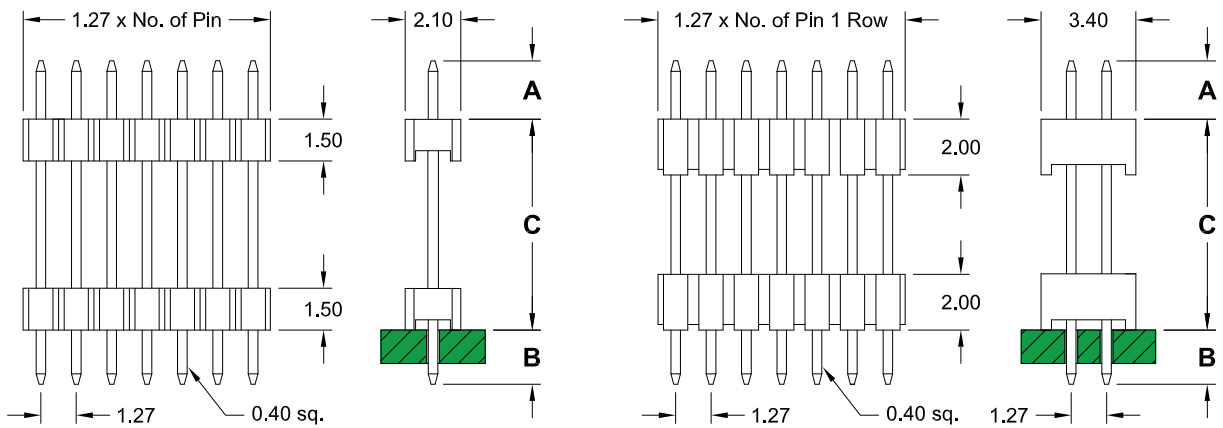 1.27 x No. of Pin
2.10
1.27 x No. of Pin 1 Row
3.40
A
A
1.50
2.00
C
C
1.50
2.00
B
B
1.27
0.40 sq.
1.27
0.40 sq.
1.27